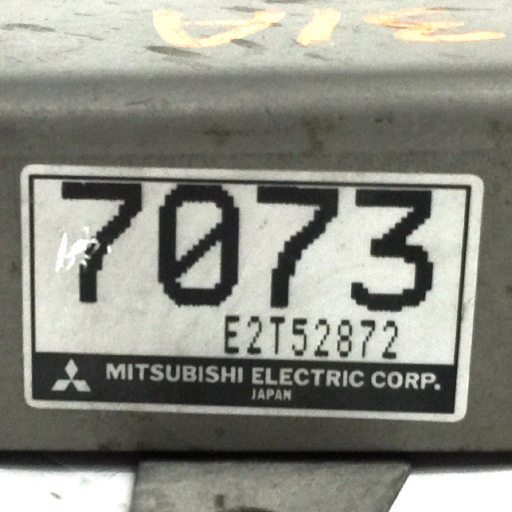 7073
E2T52872
MITSUBISHI ELECTRIC CORP.
JAPAN